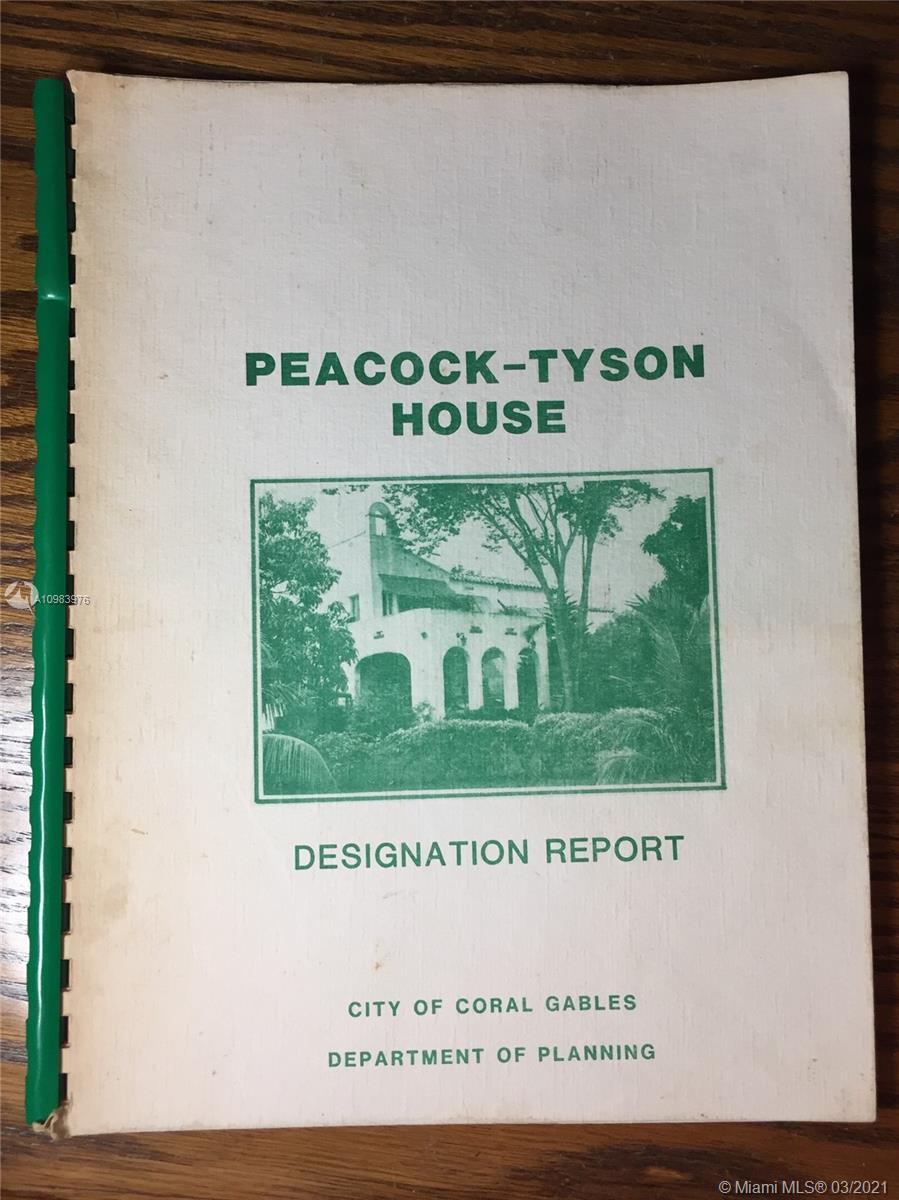 PEACOCK-TYSON
HOUSE
A10983976
DESIGNATION REPORT
CITY OF CORAL GABLES
DEPARTMENT OF PLANNING
© Miami MLS® 03/2021